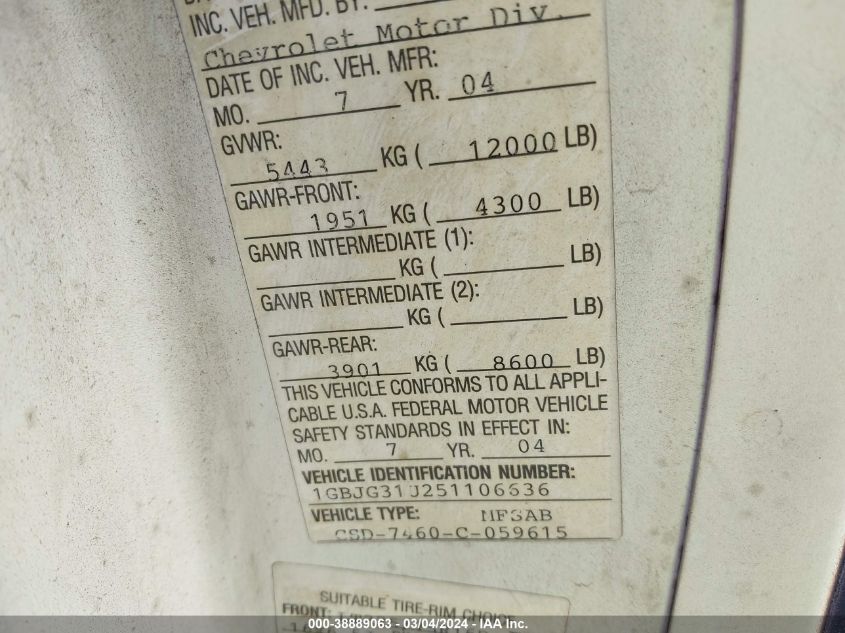 INC. VEH. MFD. BY:
Chevrolet Motor Div.
DATE OF INC. VEH. MFR:
MO. 7 YR. 04
GVWR:
5443 KG ( 12000 LB)
GAWR-FRONT:
1951 KG ( 4300 LB)
GAWR INTERMEDIATE (1):
KG ( LB)
GAWR INTERMEDIATE (2):
KG ( LB)
GAWR-REAR:
3901 KG ( 8600 LB)
THIS VEHICLE CONFORMS TO ALL APPLI-
CABLE U.S.A. FEDERAL MOTOR VEHICLE
SAFETY STANDARDS IN EFFECT IN:
MO. 7 YR. 04
VEHICLE IDENTIFICATION NUMBER:
1GBJG31U251106636
VEHICLE TYPE: MFSAB
CSD-7460-C-059615
SUITABLE TIRE-RIM CHOICE
FRONT:
000-38889063 - 03/04/2024 - IAA Inc.